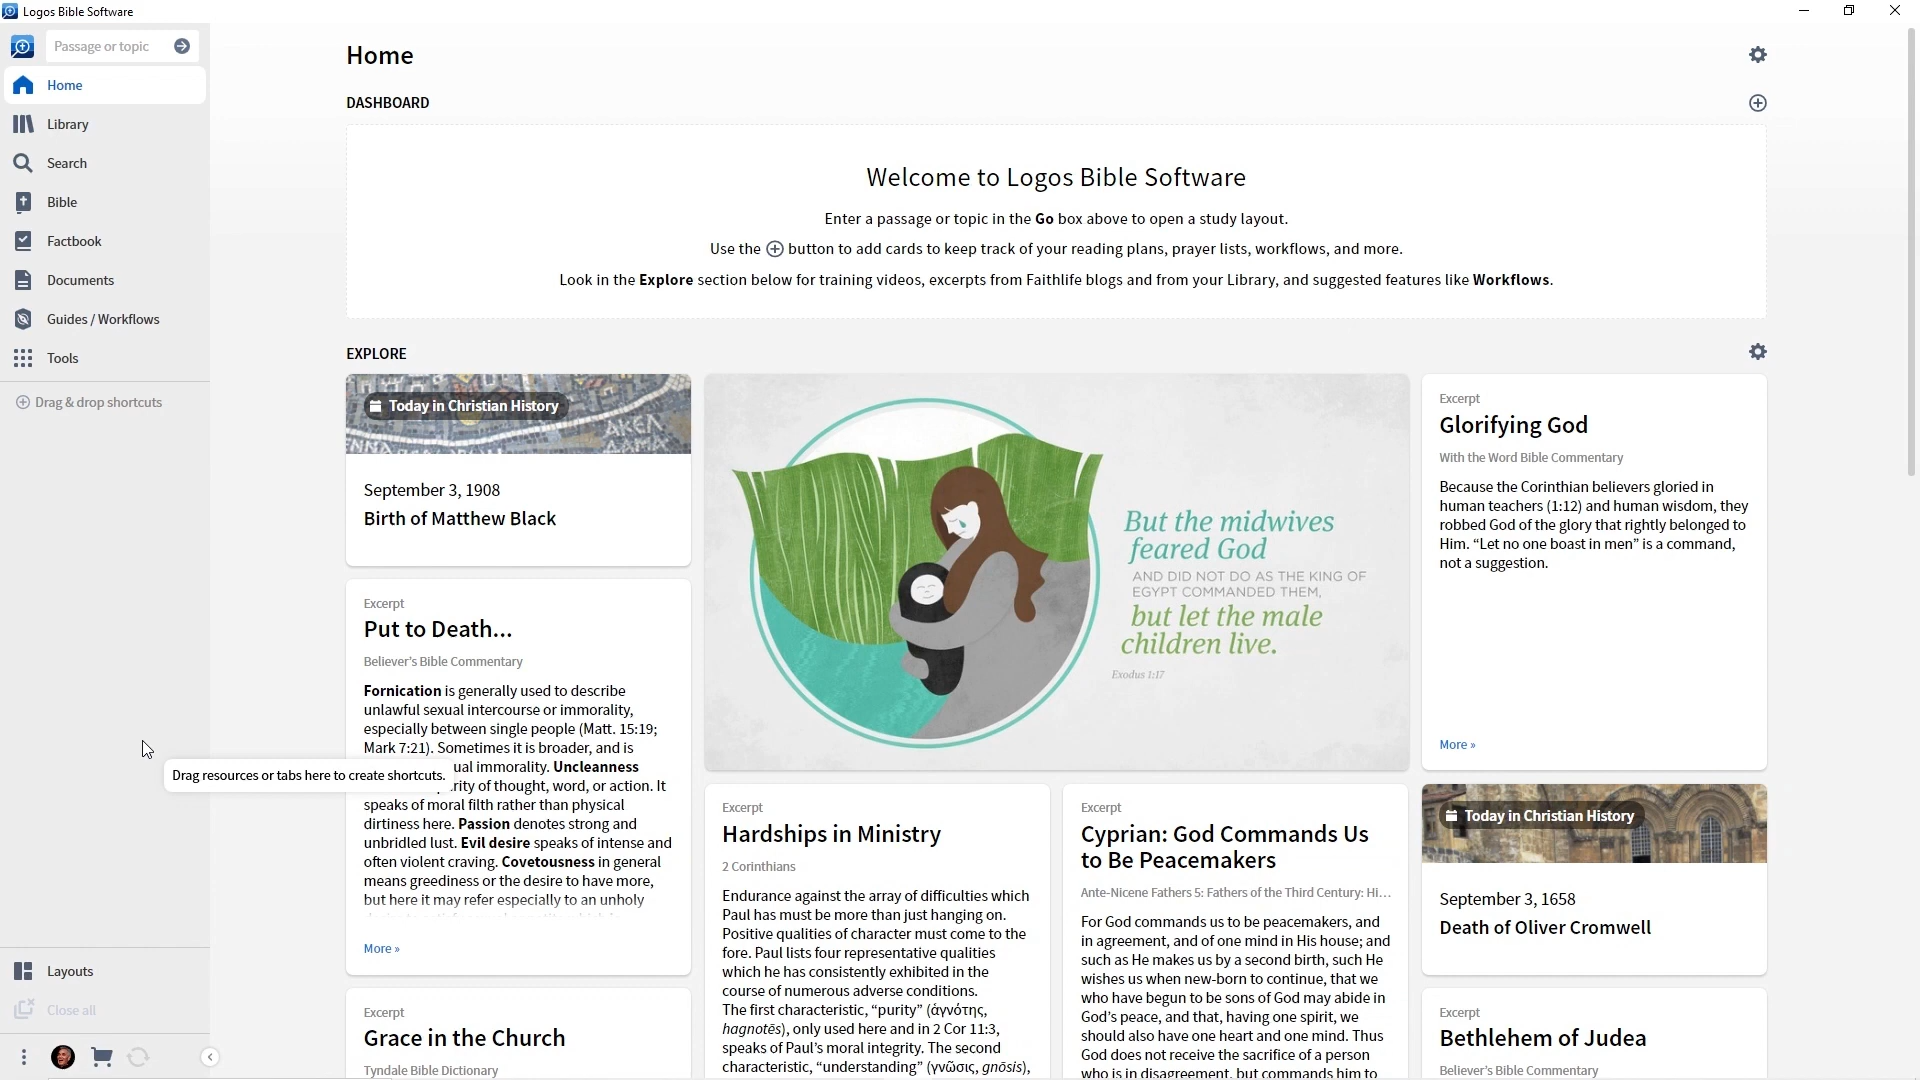 Logos Bible Software
Passage or topic
Home
Library
Search
Bible
Factbook
Documents
Guides / Workflows
Tools
Drag & drop shortcuts
Layouts
Close all
Home
DASHBOARD
Welcome to Logos Bible Software
Enter a passage or topic in the Go box above to open a study layout.
Use the button to add cards to keep track of your reading plans, prayer lists, workflows, and more.
Look in the Explore section below for training videos, excerpts from Faithlife blogs and from your Library, and suggested features like Workflows.
EXPLORE
Today in Christian History
ΑΚΕΛ
ΔΑΜΑ
September 3, 1908
Birth of Matthew Black
Excerpt
Put to Death...
Believer's Bible Commentary
Fornication is generally used to describe
unlawful sexual intercourse or immorality,
especially between single people (Matt. 15:19;
Mark 7:21). Sometimes it is broader, and is
ual immorality. Uncleanness
Drag resources or tabs here to create shortcuts.
rity of thought, word, or action. It
speaks of moral filth rather than physical
dirtiness here. Passion denotes strong and
unbridled lust. Evil desire speaks of intense and
often violent craving. Covetousness in general
means greediness or the desire to have more,
but here it may refer especially to an unholy
More »
Excerpt
Grace in the Church
Tyndale Bible Dictionary
But the midwives
feared God
AND DID NOT DO AS THE KING OF
EGYPT COMMANDED THEM,
but let the male
children live.
Exodus 1:17
Excerpt
Hardships in Ministry
2 Corinthians
Endurance against the array of difficulties which
Paul has must be more than just hanging on.
Positive qualities of character must come to the
fore. Paul lists four representative qualities
which he has consistently exhibited in the
course of numerous adverse conditions.
The first characteristic, “purity” (ἁγνότης,
hagnotēs), only used here and in 2 Cor 11:3,
speaks of Paul's moral integrity. The second
characteristic, “understanding” (γνῶσις, gnōsis),
Excerpt
Cyprian: God Commands Us
to Be Peacemakers
Ante-Nicene Fathers 5: Fathers of the Third Century: Hi...
For God commands us to be peacemakers, and
in agreement, and of one mind in His house; and
such as He makes us by a second birth, such He
wishes us when new-born to continue, that we
who have begun to be sons of God may abide in
God's peace, and that, having one spirit, we
should also have one heart and one mind. Thus
God does not receive the sacrifice of a person
who is in disagreement, but commands him to
Excerpt
Glorifying God
With the Word Bible Commentary
Because the Corinthian believers gloried in
human teachers (1:12) and human wisdom, they
robbed God of the glory that rightly belonged to
Him. “Let no one boast in men” is a command,
not a suggestion.
More »
Today in Christian History
September 3, 1658
Death of Oliver Cromwell
Excerpt
Bethlehem of Judea
Believer's Bible Commentary